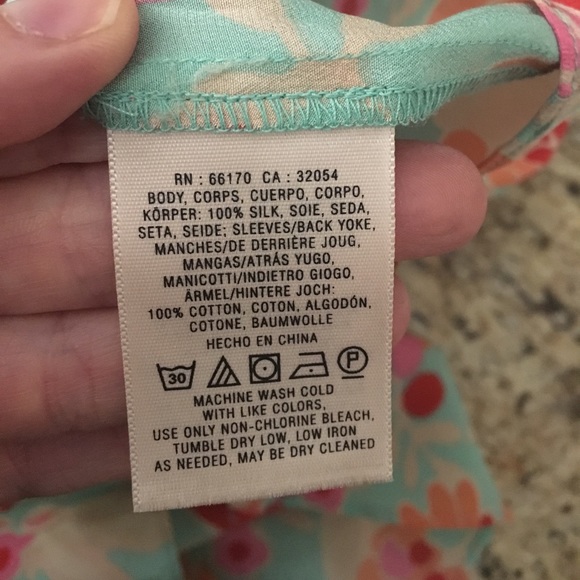 RN : 66170 CA : 32054
BODY, CORPS, CUERPO, CORPO,
KÖRPER: 100% SILK, SOIE, SEDA,
SETA, SEIDE; SLEEVES/BACK YOKE,
MANCHES/DE DERRIÈRE JOUG,
MANGAS/ATRÁS YUGO,
MANICOTTI/INDIETRO GIOGO,
ÄRMEL/HINTERE JOCH:
100% COTTON, COTON, ALGODÓN,
COTONE, BAUMWOLLE
HECHO EN CHINA
30 P
MACHINE WASH COLD
WITH LIKE COLORS,
USE ONLY NON-CHLORINE BLEACH,
TUMBLE DRY LOW, LOW IRON
AS NEEDED, MAY BE DRY CLEANED